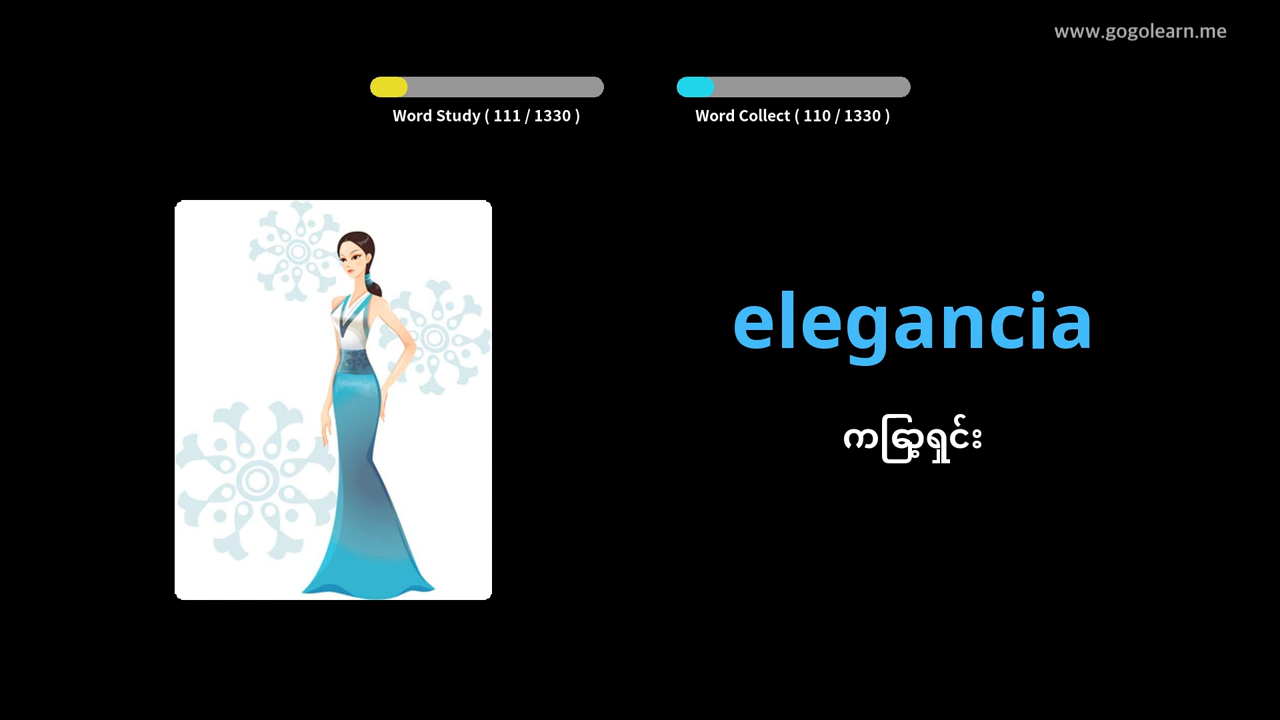 www.gogolearn.me
Word Study ( 111 / 1330 )
Word Collect ( 110 / 1330 )
elegancia
ကြော့ရှင်း